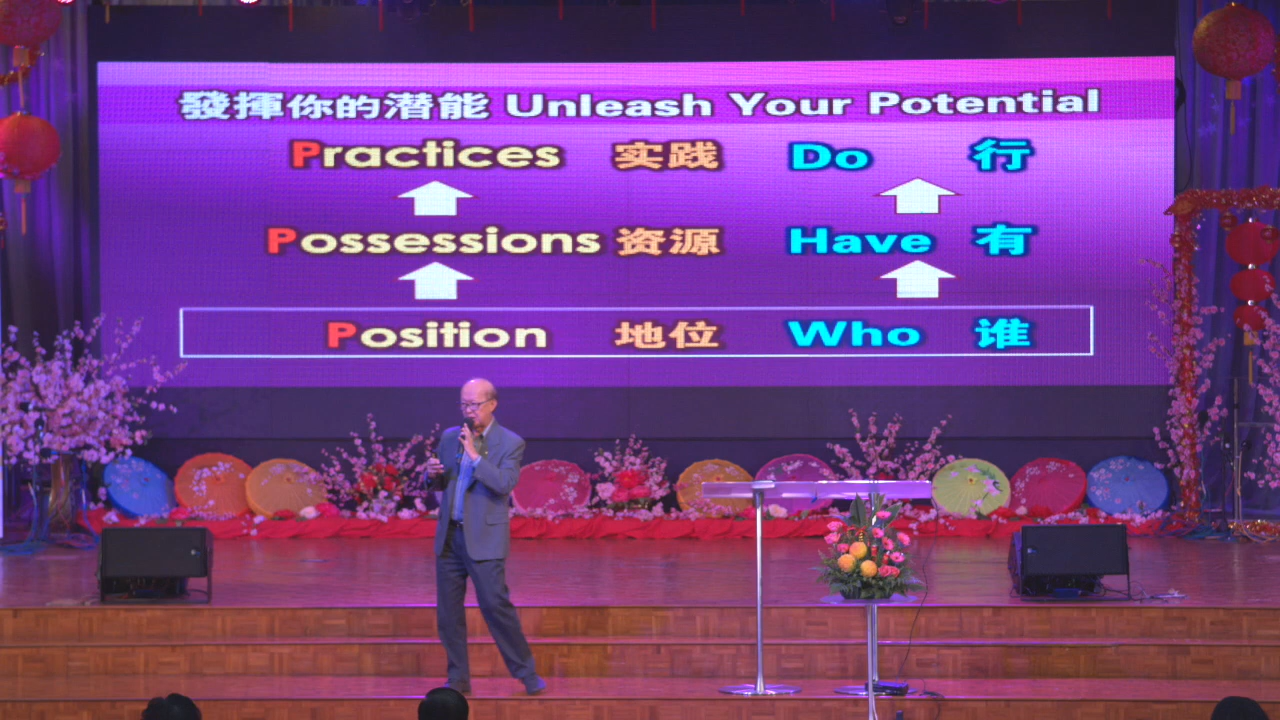 發揮你的潜能 Unleash Your Potential
Practices 实践 Do 行
Possessions 资源 Have 有
Position 地位 Who 谁